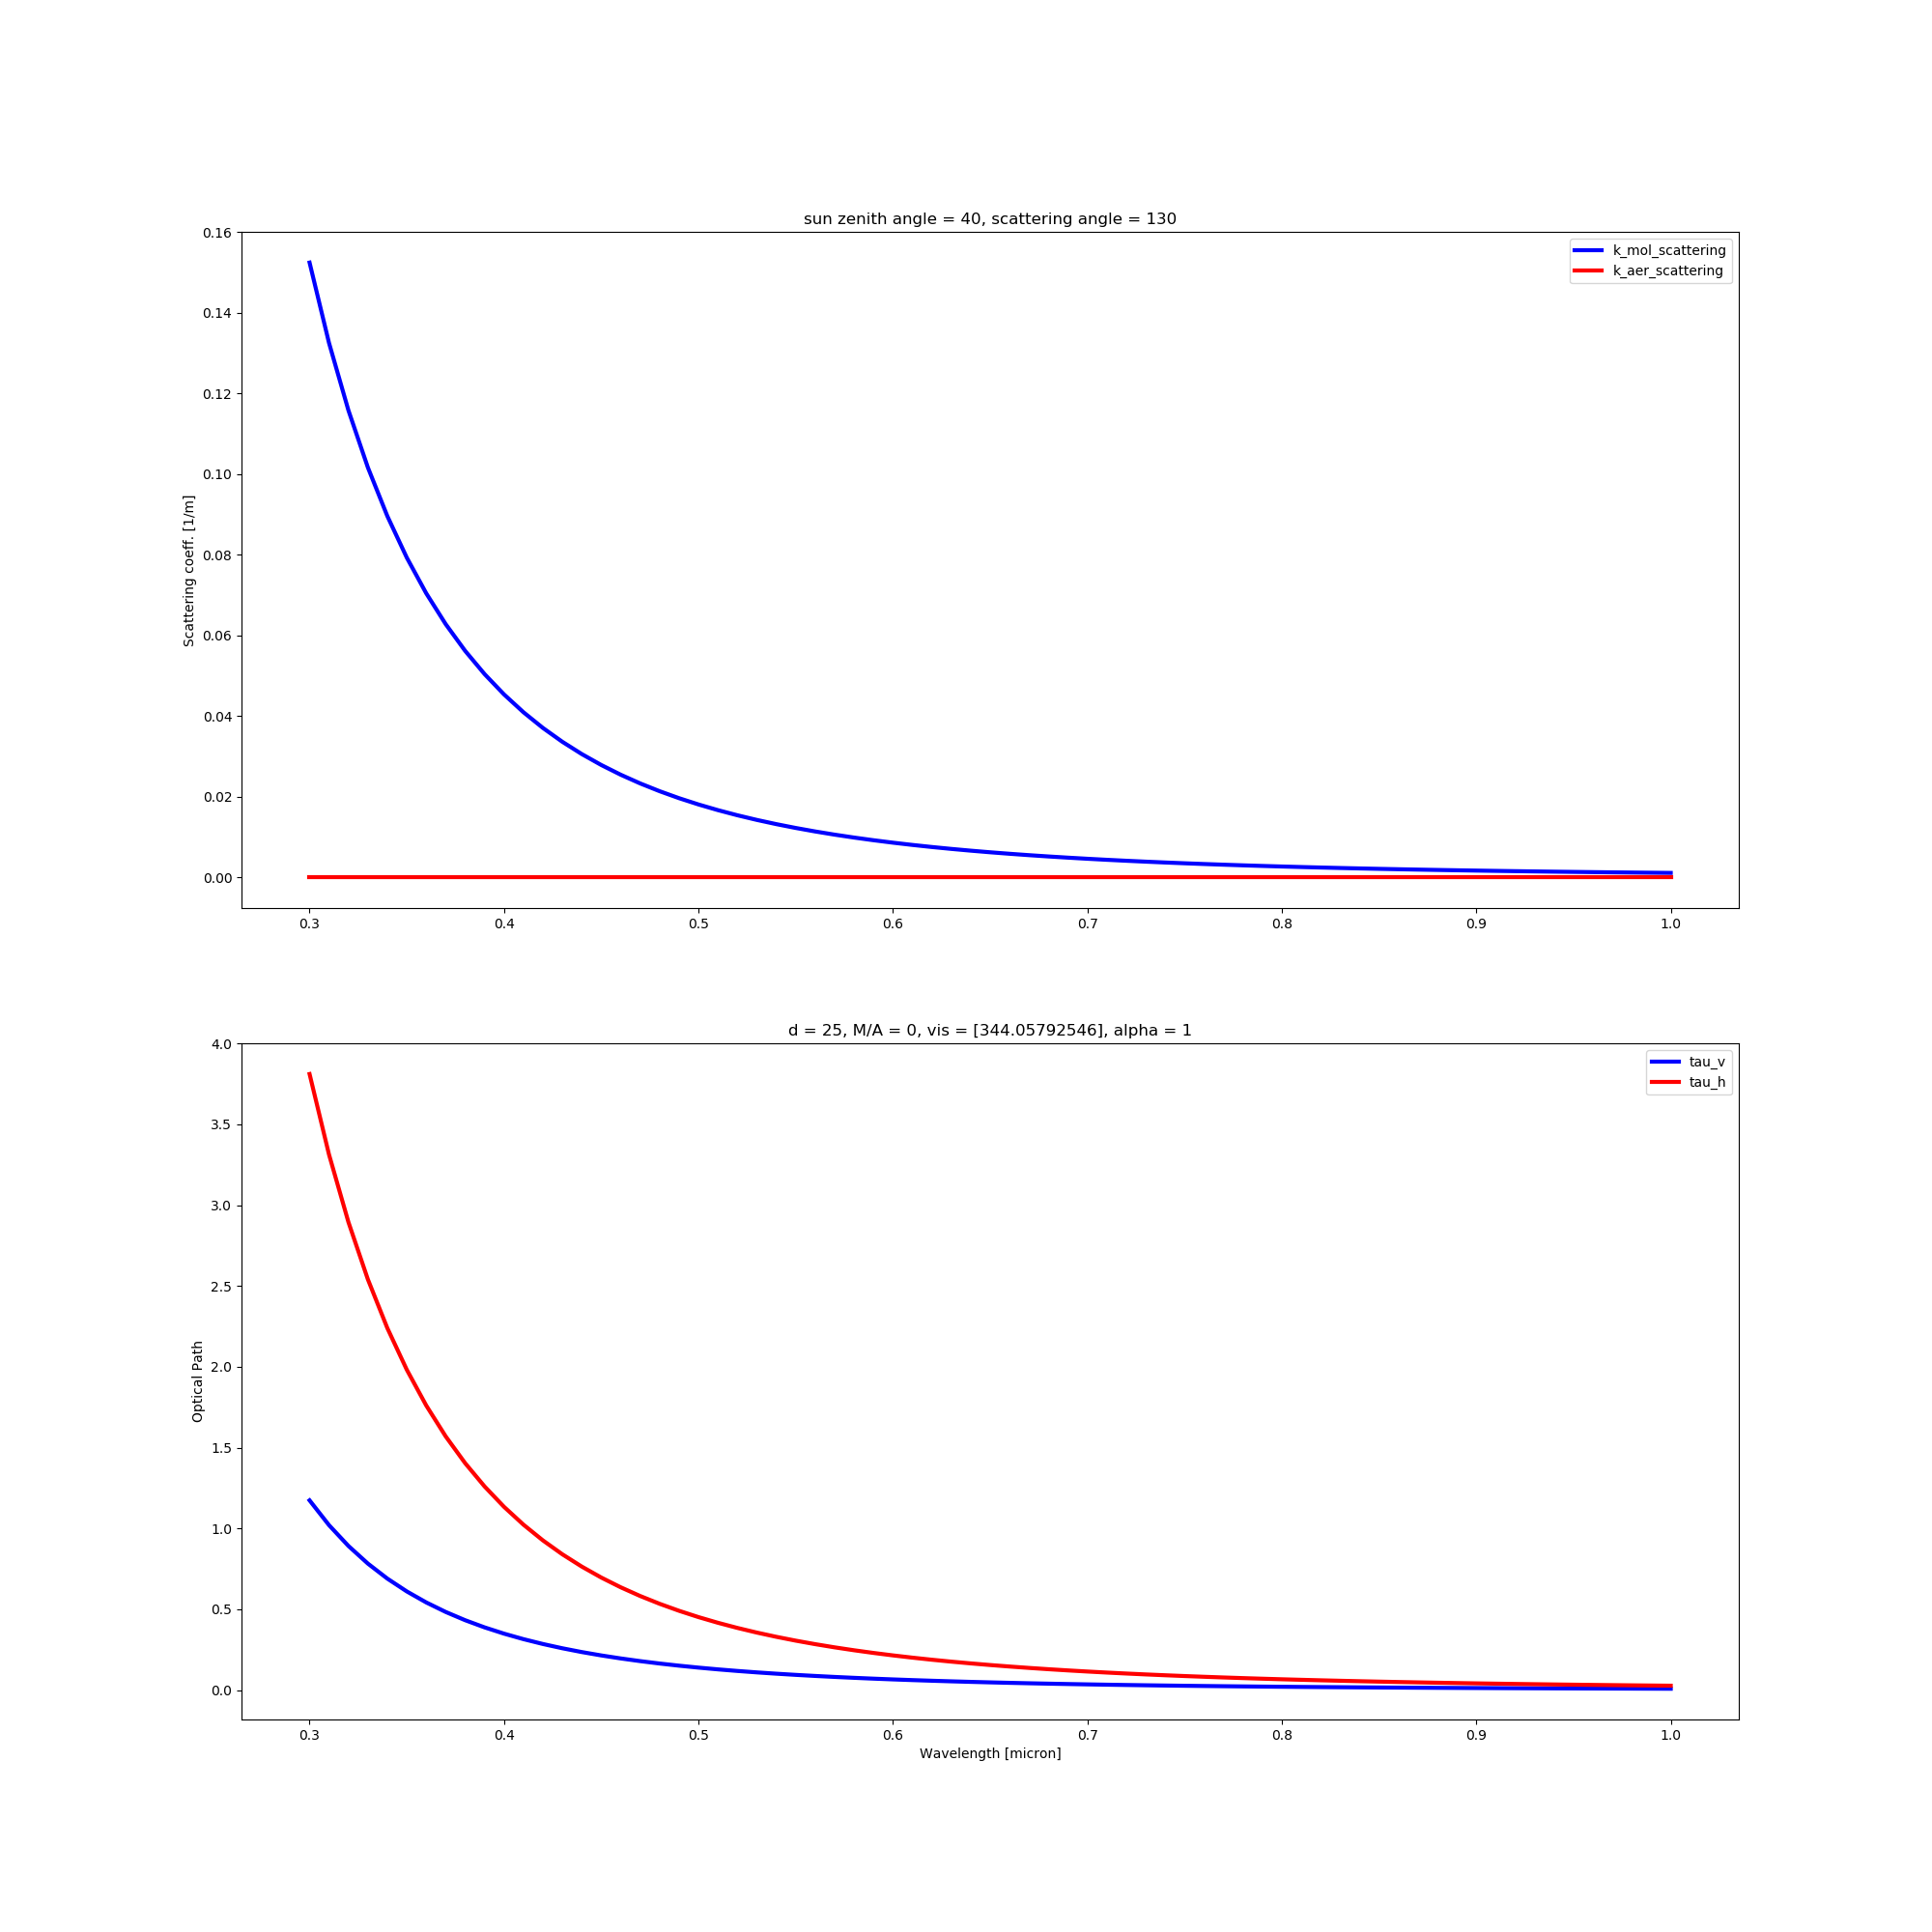 sun zenith angle = 40, scattering angle = 130
0.16
0.14
0.12
0.10
0.08
0.06
0.04
0.02
0.00
Scattering coeff. [1/m]
k_mol_scattering
k_aer_scattering
0.3 0.4 0.5 0.6 0.7 0.8 0.9 1.0
d = 25, M/A = 0, vis = [344.05792546], alpha = 1
4.0
3.5
3.0
2.5
2.0
1.5
1.0
0.5
0.0
Optical Path
tau_v
tau_h
0.3 0.4 0.5 0.6 0.7 0.8 0.9 1.0
Wavelength [micron]